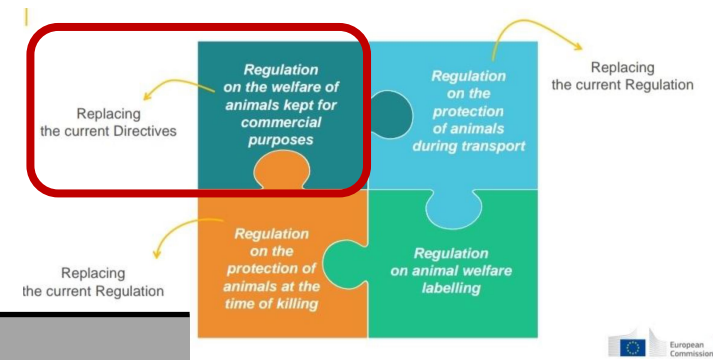 Replacing
the current Directives
Regulation
on the welfare of
animals kept for
commercial
purposes
Regulation
on the
protection
of animals
during transport
Replacing
the current Regulation
Replacing
the current Regulation
Regulation
on the
protection of
animals at the
time of killing
Regulation
on animal welfare
labelling
European
Commission